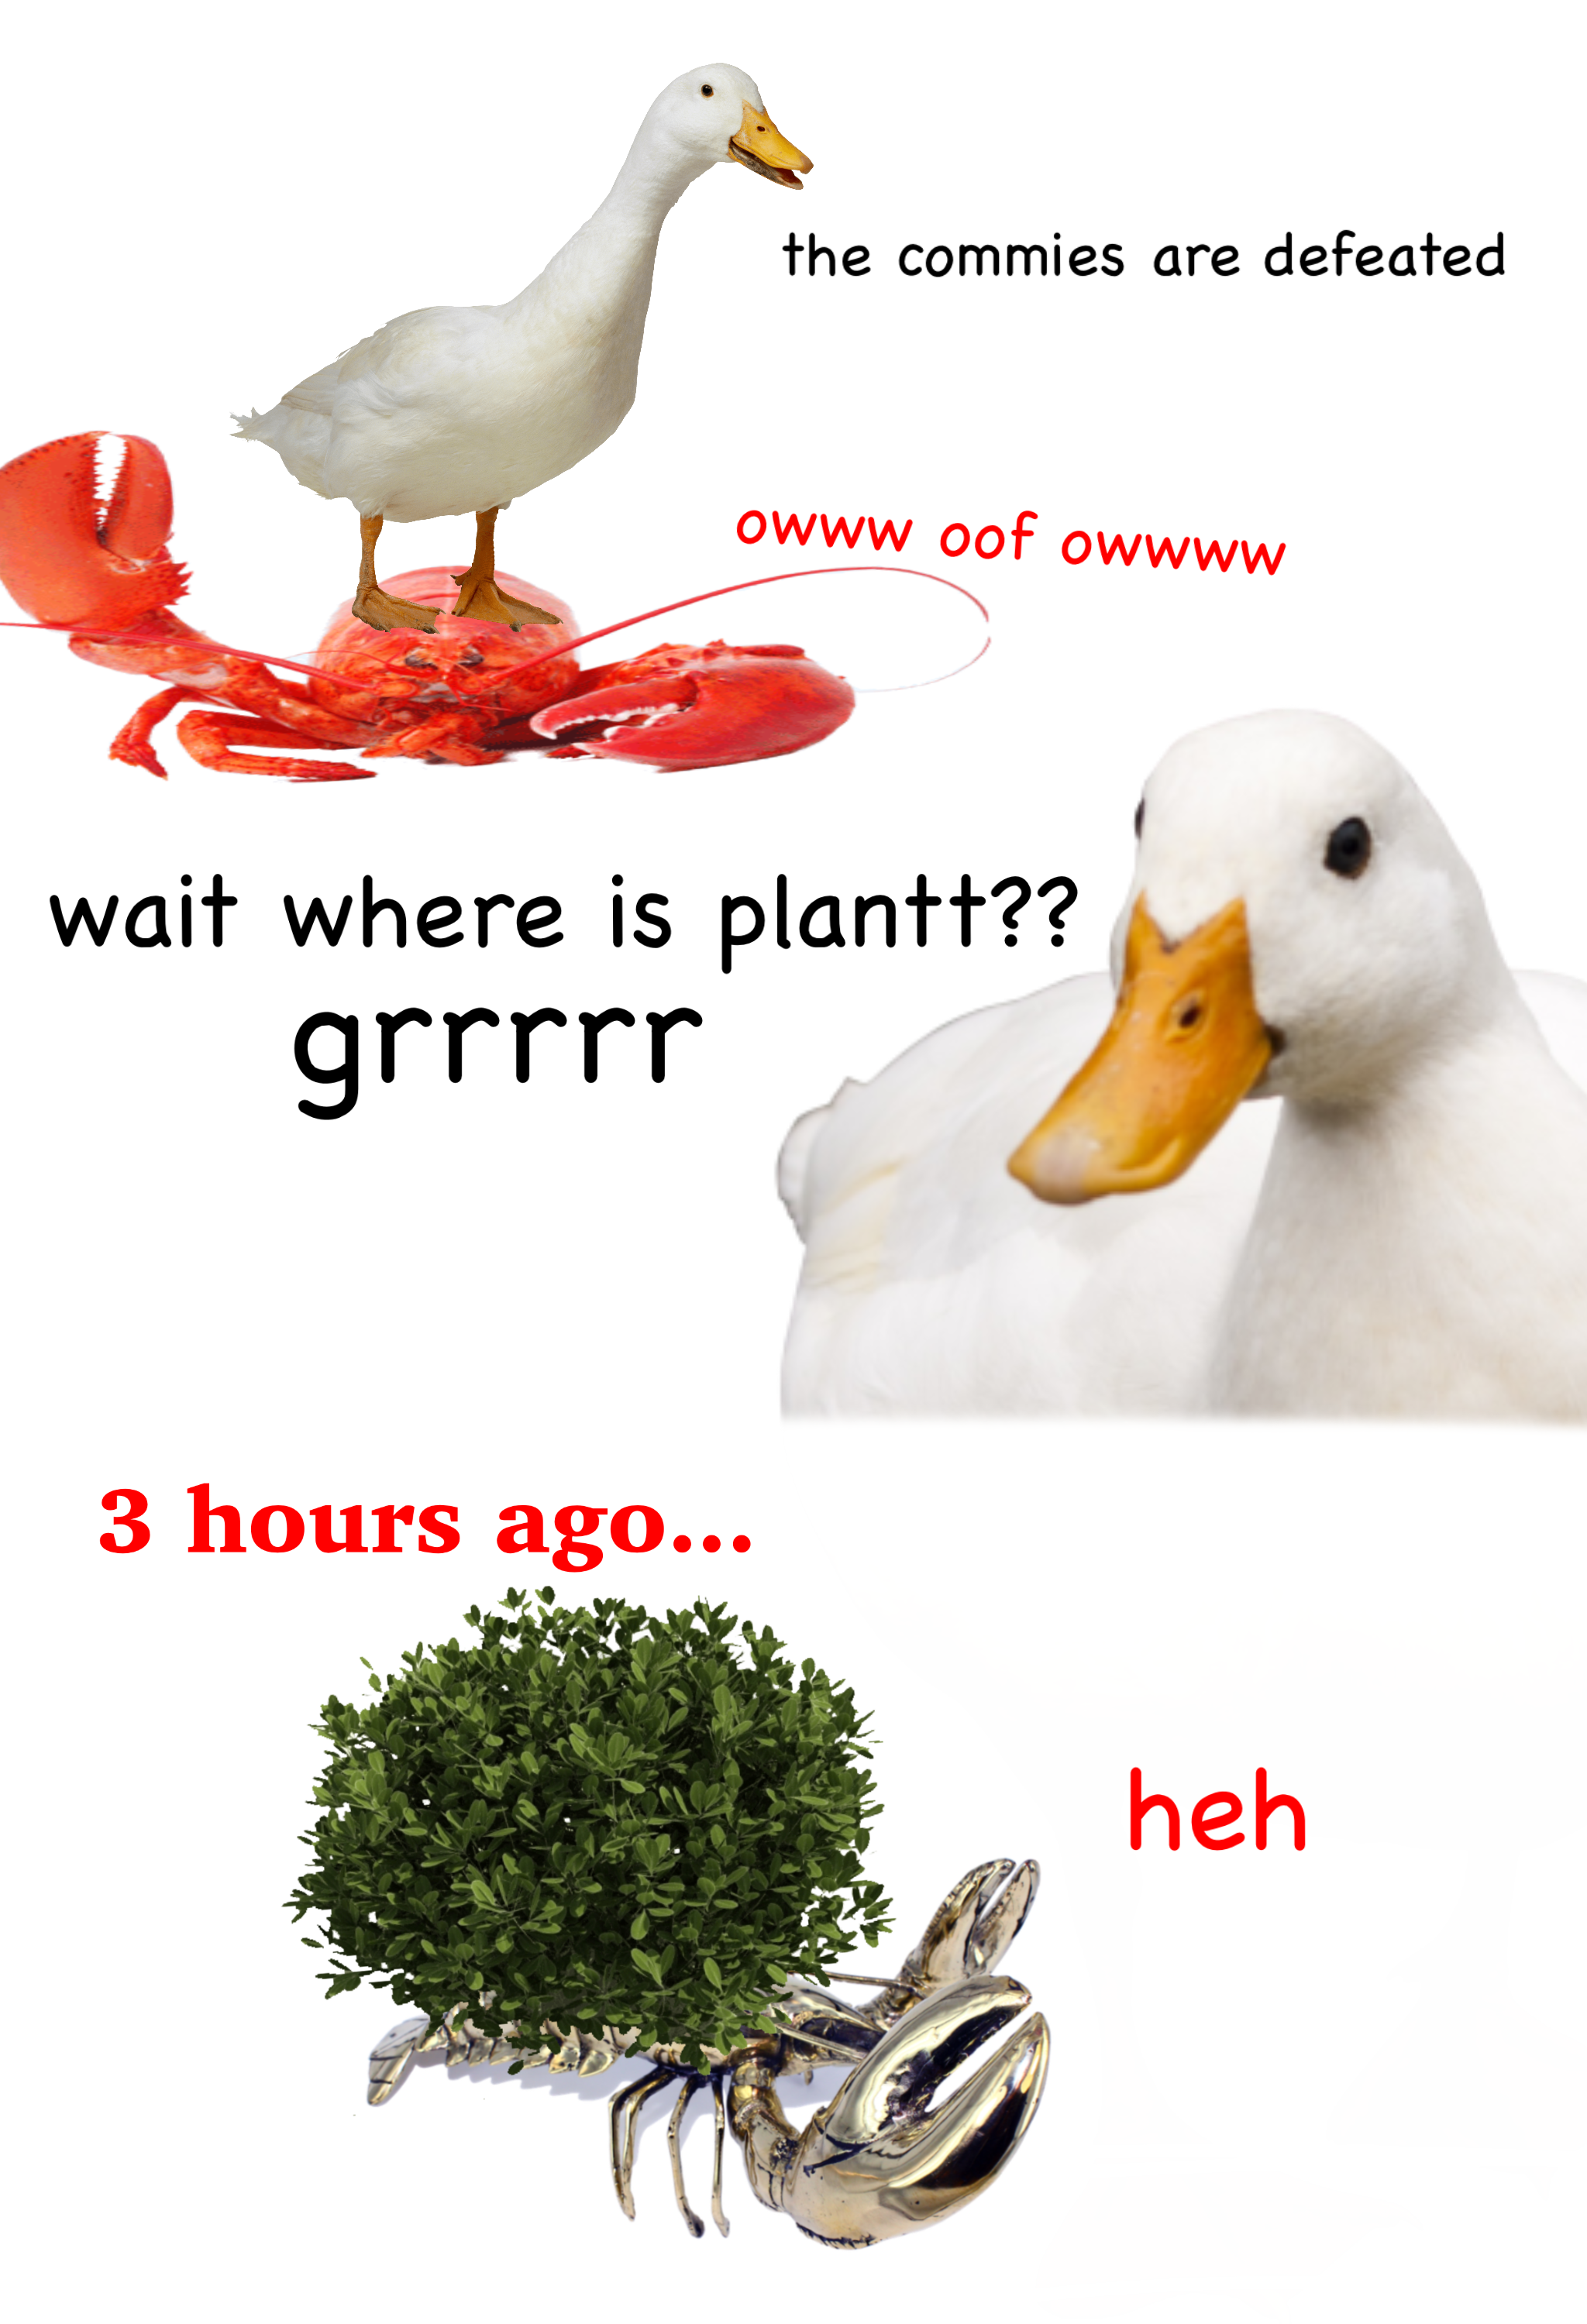 the commies are defeated
owww oof owwww
wait where is plantt??
grrrrr
3 hours ago...
heh